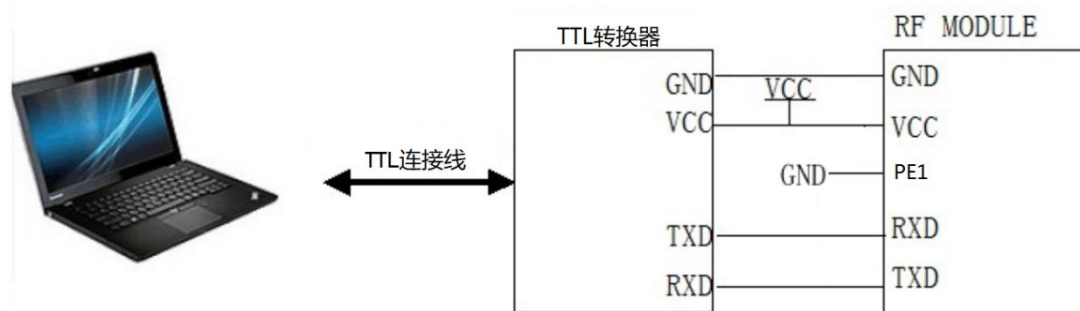 TTL转换器
RF MODULE
TTL连接线
GND
VCC
TXD
RXD
VCC
GND
GND
VCC
PE1
RXD
TXD